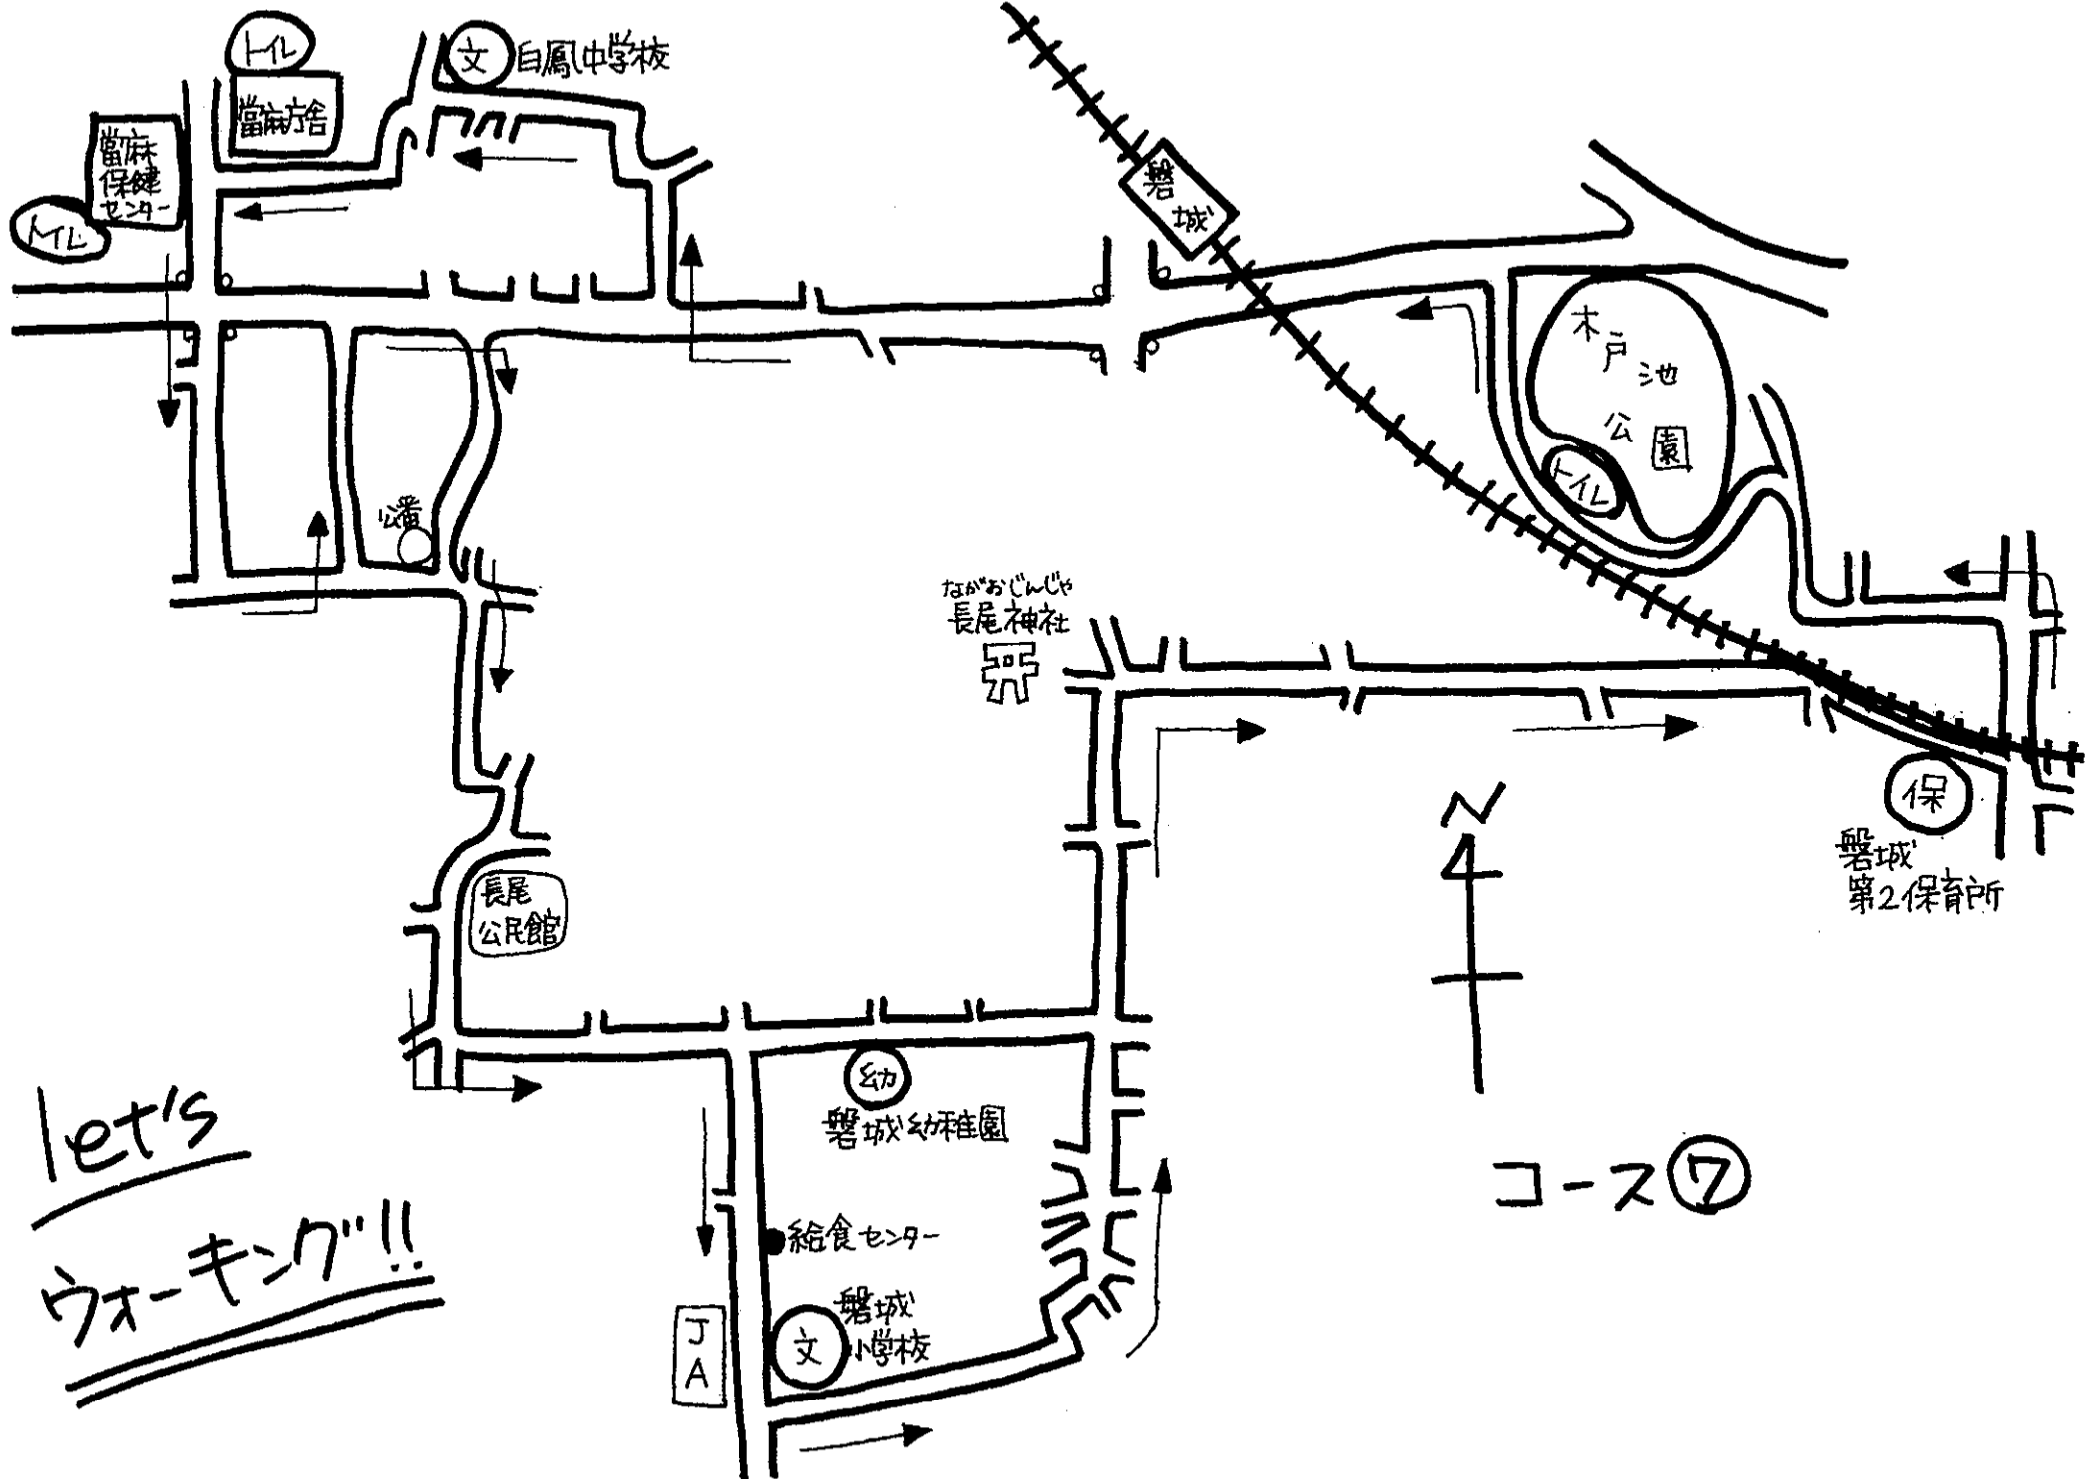 トイレ
當麻庁舎
文
白鳳中学校
當麻
保健
センター
トイレ
磐
城
木
戸
池
公
園
トイレ
ながおじんじゃ
長尾神社
保
磐城
第2保育所
長尾
公民館
N
幼
磐城幼稚園
給食センター
文
磐城
小学校
JA
let's
ウォーキング!!
コース⑦